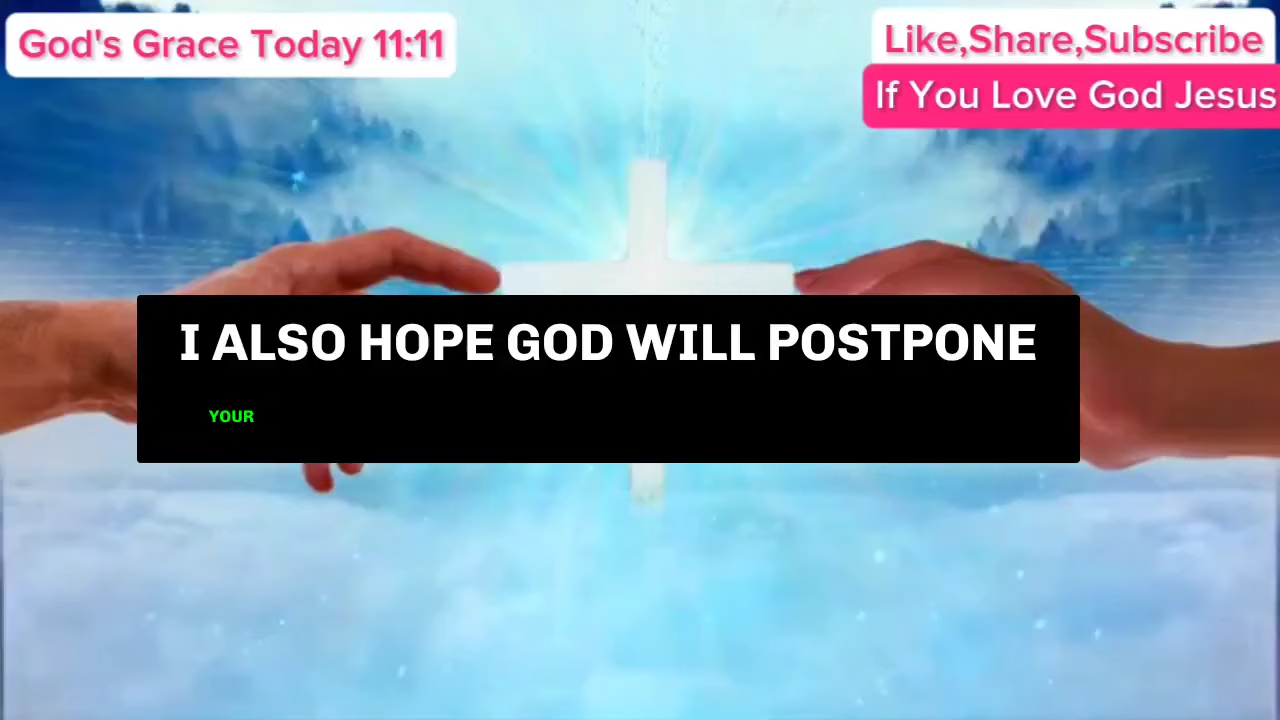 God's Grace Today 11:11
Like,Share,Subscribe
If You Love God Jesus
I ALSO HOPE GOD WILL POSTPONE
YOUR